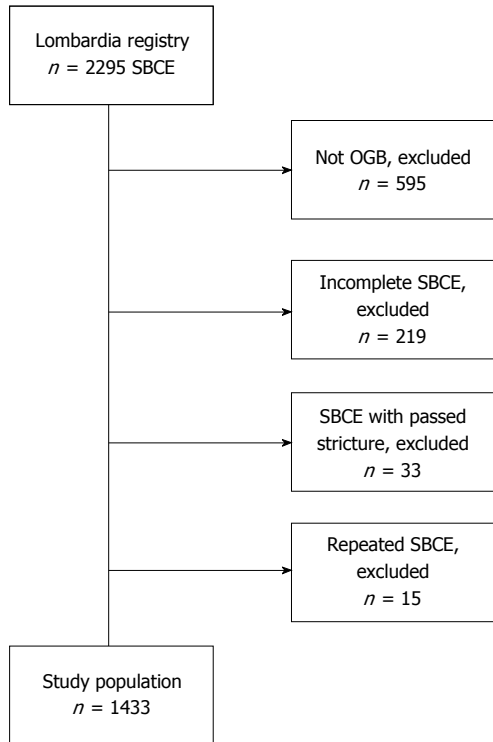 Lombardia registry
n = 2295 SBCE
Not OGB, excluded
n = 595
Incomplete SBCE,
excluded
n = 219
SBCE with passed
stricture, excluded
n = 33
Repeated SBCE,
excluded
n = 15
Study population
n = 1433